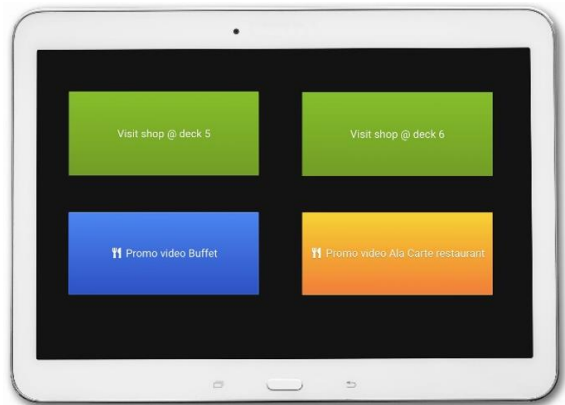 Visit shop @ deck 5
Visit shop @ deck 6
Promo video Buffet
Promo video Ala Carte restaurant